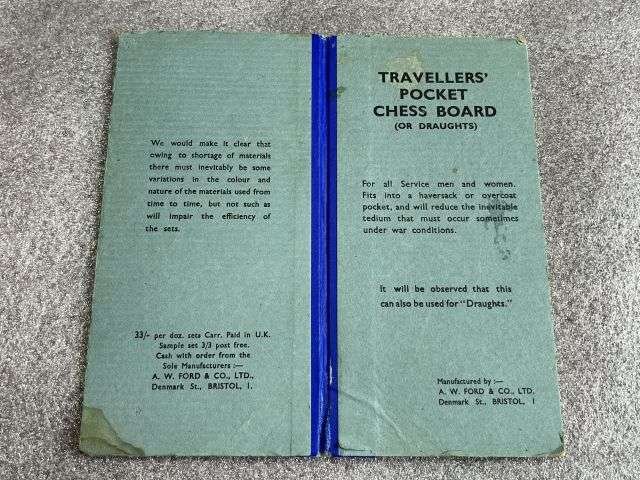 We would make it clear that
owing to shortage of materials
there must inevitably be some
variations in the colour and
nature of the materials used from
time to time, but not such as
will impair the efficiency of
the sets.
33/- per doz. sets Carr. Paid in U.K.
Sample set 3/3 post free.
Cash with order from the
Sole Manufacturers :—
A. W. FORD & CO., LTD.,
Denmark St., BRISTOL, 1.
TRAVELLERS'
POCKET
CHESS BOARD
(OR DRAUGHTS)
For all Service men and women.
Fits into a haversack or overcoat
pocket, and will reduce the inevitable
tedium that must occur sometimes
under war conditions.
It will be observed that this
can also be used for "Draughts."
Manufactured by :—
A. W. FORD & CO., LTD.
Denmark St., BRISTOL, 1